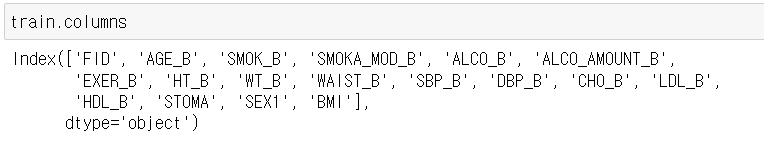 train.columns
Index(['FID', 'AGE_B', 'SMOK_B', 'SMOKA_MOD_B', 'ALCO_B', 'ALCO_AMOUNT_B',
'EXER_B', 'HT_B', 'WT_B', 'WAIST_B', 'SBP_B', 'DBP_B', 'CHO_B', 'LDL_B',
'HDL_B', 'STOMA', 'SEX1', 'BMI'],
dtype='object')